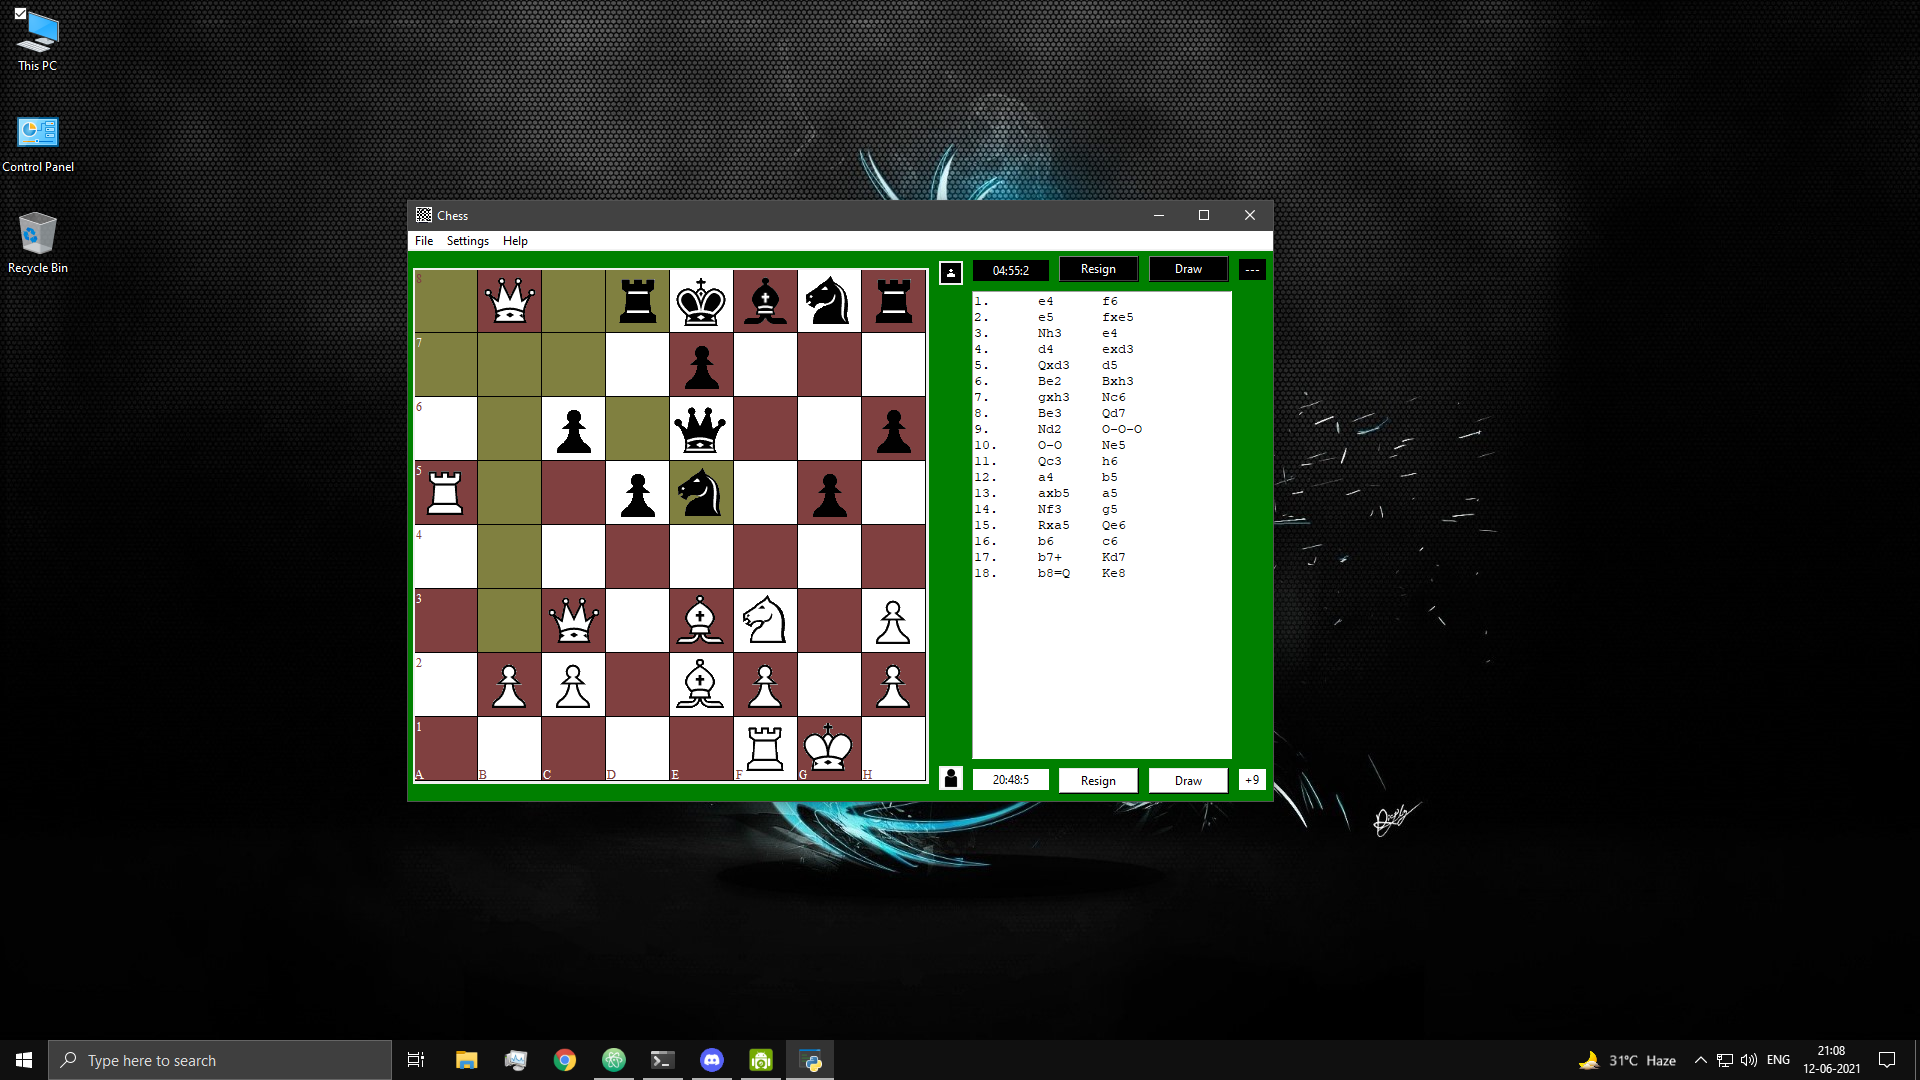 This PC
Control Panel
Recycle Bin
Chess
File Settings Help
04:55:2 Resign Draw ---
1. e4 f6
2. e5 fxe5
3. Nh3 e4
4. d4 exd3
5. Qxd3 d5
6. Be2 Bxh3
7. gxh3 Nc6
8. Be3 Qd7
9. Nd2 O-O-O
10. O-O Ne5
11. Qc3 h6
12. a4 b5
13. axb5 a5
14. Nf3 g5
15. Rxa5 Qe6
16. b6 c6
17. b7+ Kd7
18. b8=Q Ke8
8
7
6
5
4
3
2
1
A B C D E F G H
20:48:5 Resign Draw +9
Type here to search
31°C Haze
ENG
21:08
12-06-2021